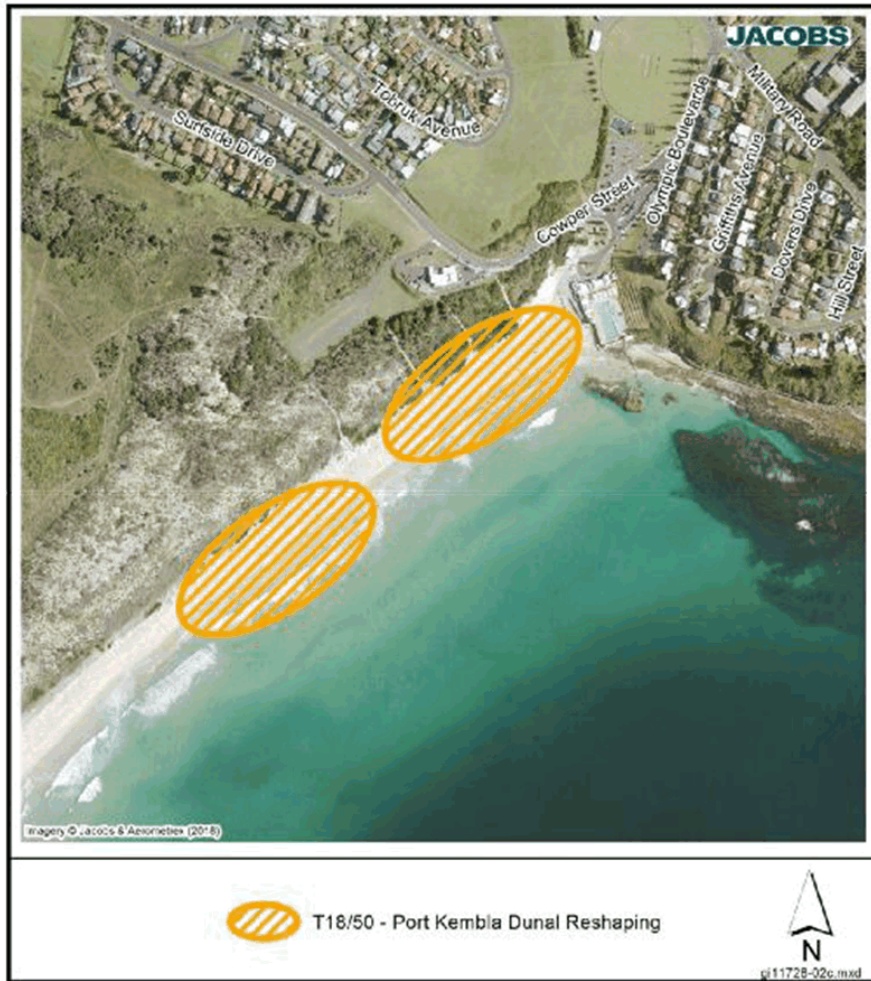 JACOBS
Tobruk Avenue
Surfside Drive
Military Road
Olympic Boulevarde
Cowper Street
Griffiths Avenue
Dovers Drive
Hill Street
Imagery © Jacobs & Aerometrex (2018)
T18/50 - Port Kembla Dunal Reshaping
N
gi11728-02c.mxd